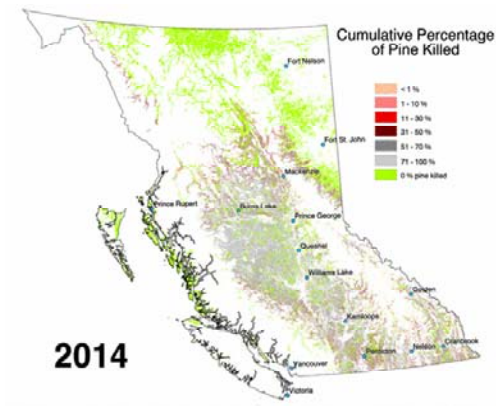 Cumulative Percentage
of Pine Killed
Fort Nelson
< 1 %
1 - 10 %
11 - 30 %
31 - 50 %
51 - 70 %
71 - 100 %
0 % pine killed
Fort St. John
Mackenzie
Prince Rupert
Burns Lake
Prince George
Quesnel
Williams Lake
Golden
Kamloops
2014
Penticton
Nelson
Cranbrook
Vancouver
Victoria